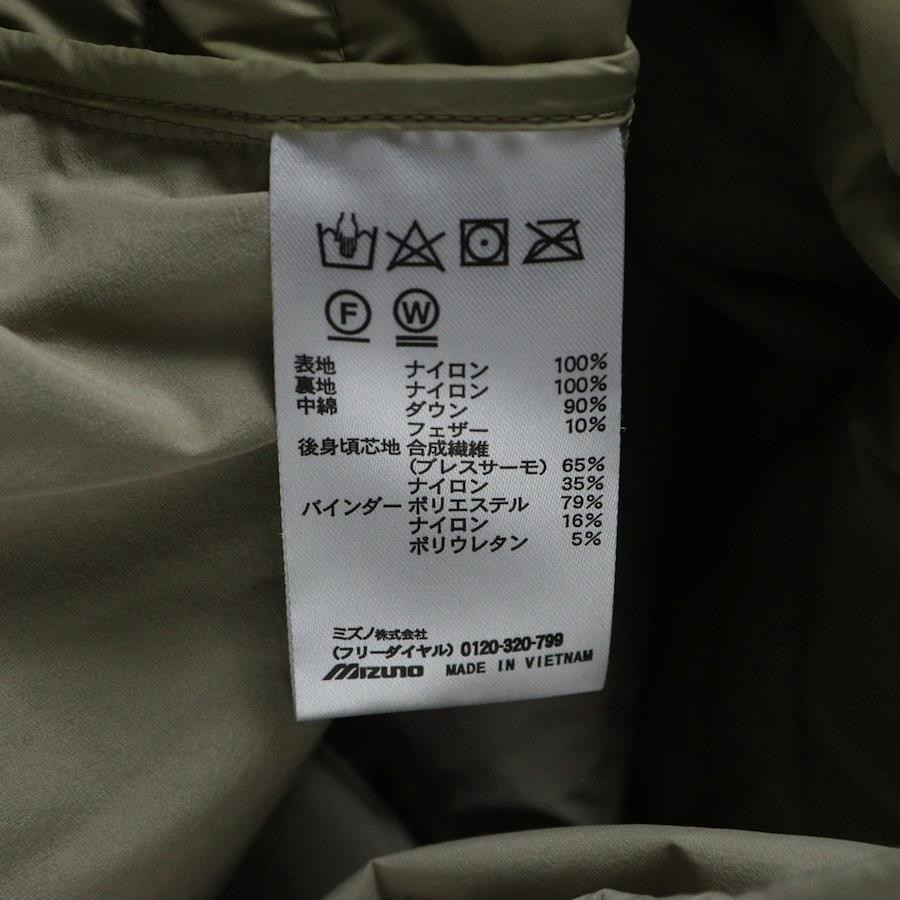 F W
表地 ナイロン 100%
裏地 ナイロン 100%
中綿 ダウン 90%
フェザー 10%
後身頃芯地 合成繊維
(ブレスサーモ) 65%
ナイロン 35%
バインダー ポリエステル 79%
ナイロン 16%
ポリウレタン 5%
ミズノ株式会社
(フリーダイヤル) 0120-320-799
MIZUNO MADE IN VIETNAM